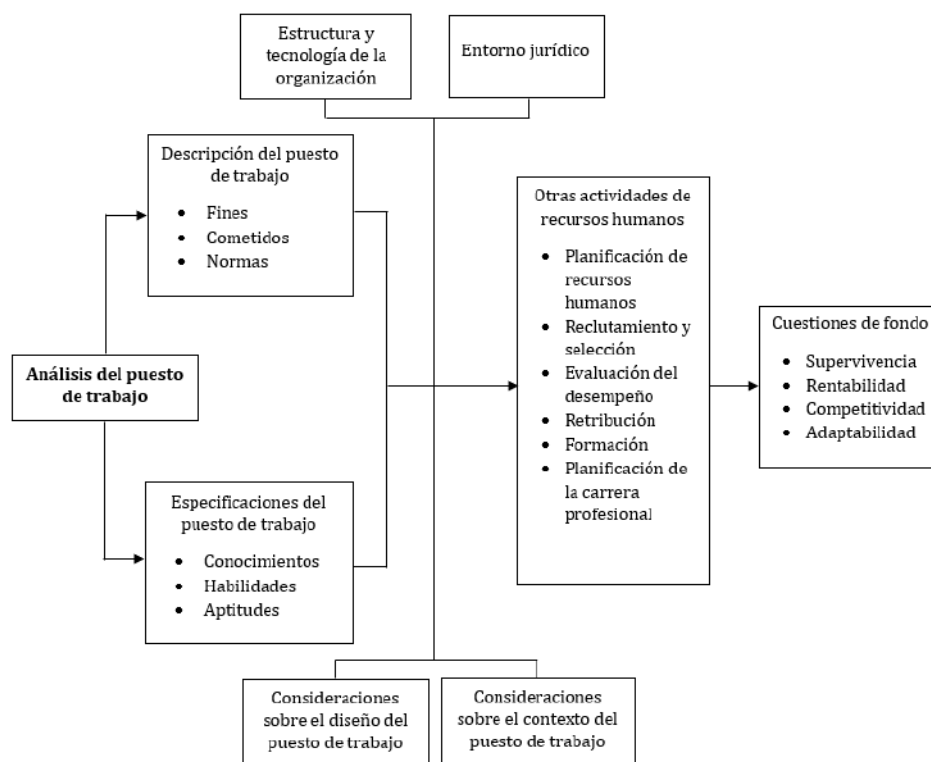 Estructura y
tecnología de la
organización
Entorno jurídico
Descripción del puesto
de trabajo
• Fines
• Cometidos
• Normas
Otras actividades de
recursos humanos
• Planificación de
recursos
humanos
• Reclutamiento y
selección
• Evaluación del
desempeño
• Retribución
• Formación
• Planificación de
la carrera
profesional
Cuestiones de fondo
• Supervivencia
• Rentabilidad
• Competitividad
• Adaptabilidad
Análisis del puesto
de trabajo
Especificaciones del
puesto de trabajo
• Conocimientos
• Habilidades
• Aptitudes
Consideraciones
sobre el diseño del
puesto de trabajo
Consideraciones
sobre el contexto del
puesto de trabajo